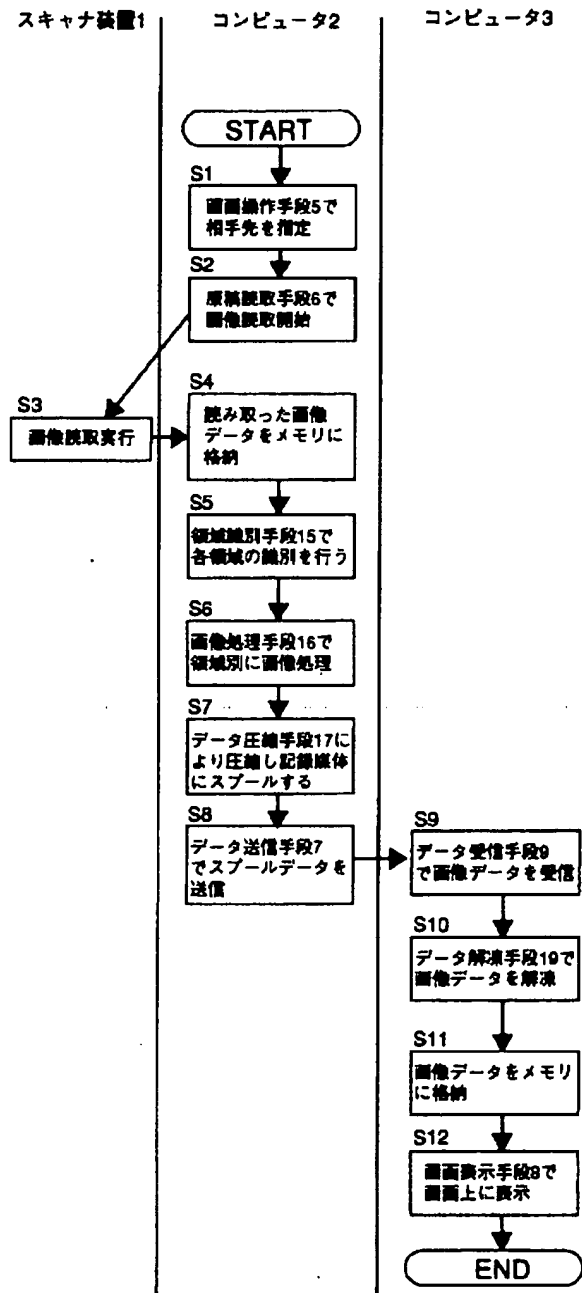 スキャナ装置1
コンピュータ2
コンピュータ3
START
S1
画面操作手段5で
相手先を指定
S2
原稿読取手段6で
画像読取開始
S3
画像読取実行
S4
読み取った画像
データをメモリに
格納
S5
領域識別手段15で
各領域の識別を行う
S6
画像処理手段16で
領域別に画像処理
S7
データ圧縮手段17に
より圧縮し記録媒体
にスプールする
S8
データ送信手段7
でスプールデータを
送信
S9
データ受信手段9
で画像データを受信
S10
データ解凍手段19で
画像データを解凍
S11
画像データをメモリ
に格納
S12
画面表示手段8で
画面上に表示
END